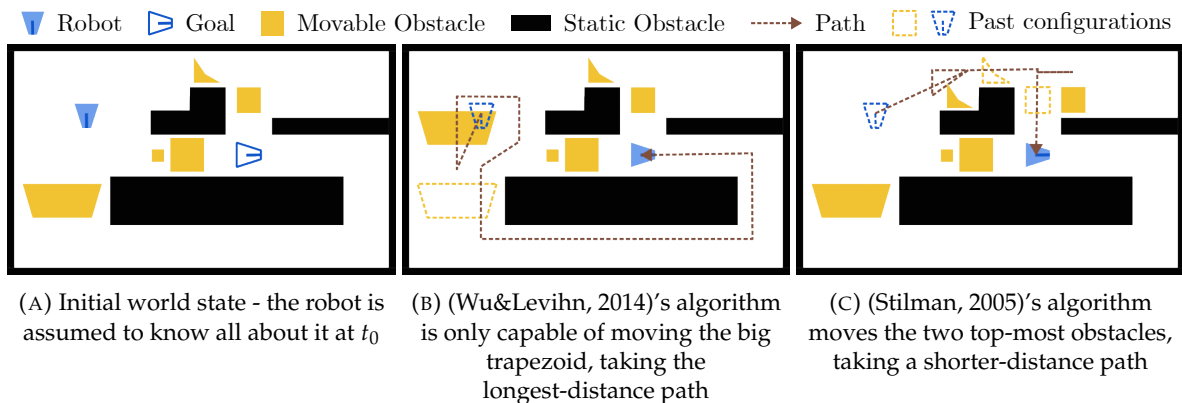 Robot Goal Movable Obstacle Static Obstacle Path Past configurations
(A) Initial world state - the robot is
assumed to know all about it at t0
(B) (Wu&Levihn, 2014)'s algorithm
is only capable of moving the big
trapezoid, taking the
longest-distance path
(C) (Stilman, 2005)'s algorithm
moves the two top-most obstacles,
taking a shorter-distance path